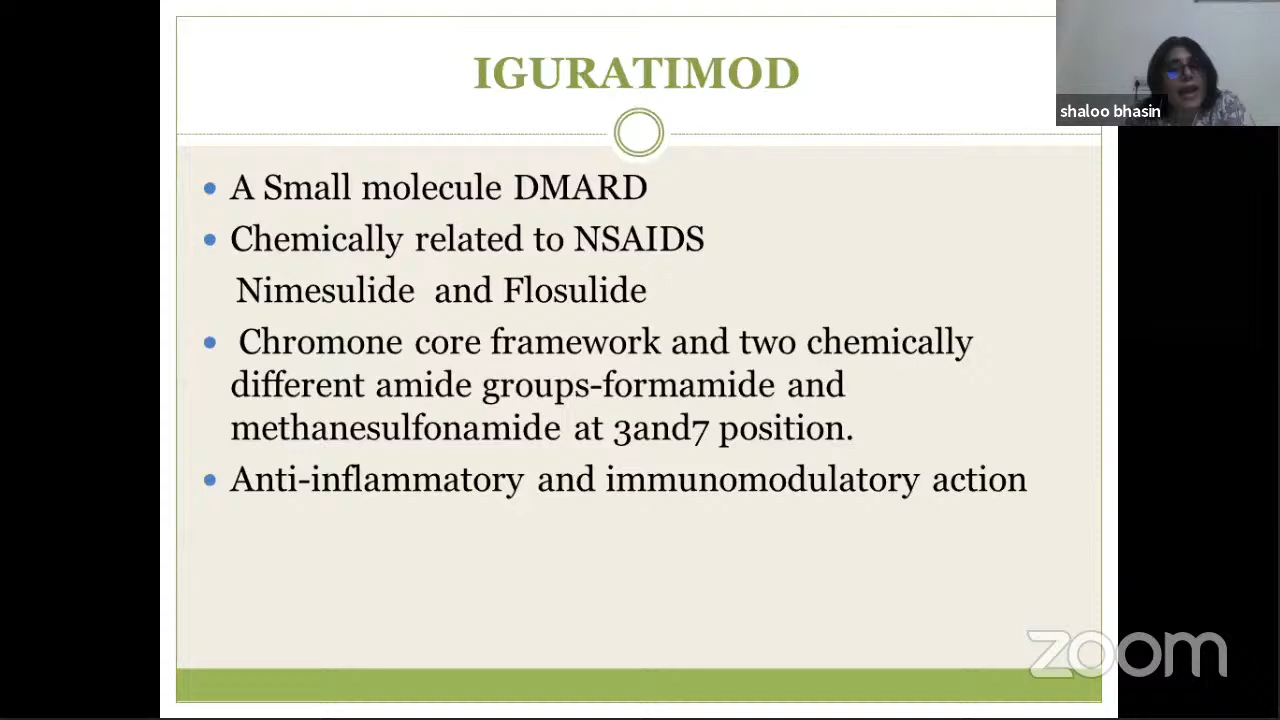 IGURATIMOD
shaloo bhasin
A Small molecule DMARD
Chemically related to NSAIDS
Nimesulide and Flosulide
Chromone core framework and two chemically
different amide groups-formamide and
methanesulfonamide at 3and7 position.
Anti-inflammatory and immunomodulatory action
zoom